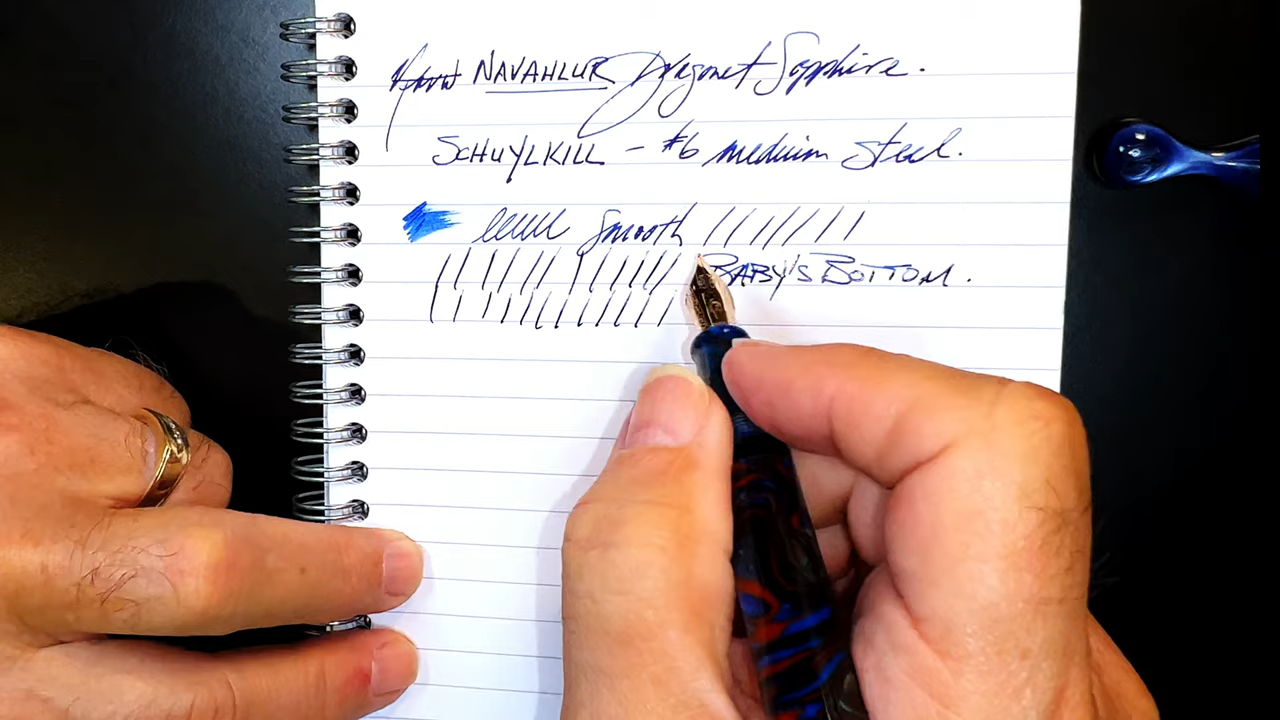 NAVAHLUR Dragonet Sapphire.
SCHUYLKILL - #6 medium steel.
Smooth
BABY'S BOTTOM.